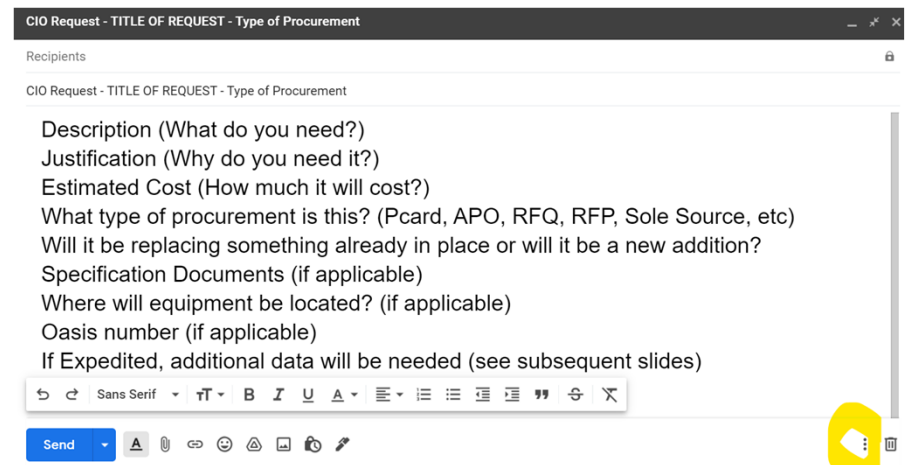 CIO Request - TITLE OF REQUEST - Type of Procurement
Recipients
CIO Request - TITLE OF REQUEST - Type of Procurement
Description (What do you need?)
Justification (Why do you need it?)
Estimated Cost (How much it will cost?)
What type of procurement is this? (Pcard, APO, RFQ, RFP, Sole Source, etc)
Will it be replacing something already in place or will it be a new addition?
Specification Documents (if applicable)
Where will equipment be located? (if applicable)
Oasis number (if applicable)
If Expedited, additional data will be needed (see subsequent slides)
Sans Serif
Send